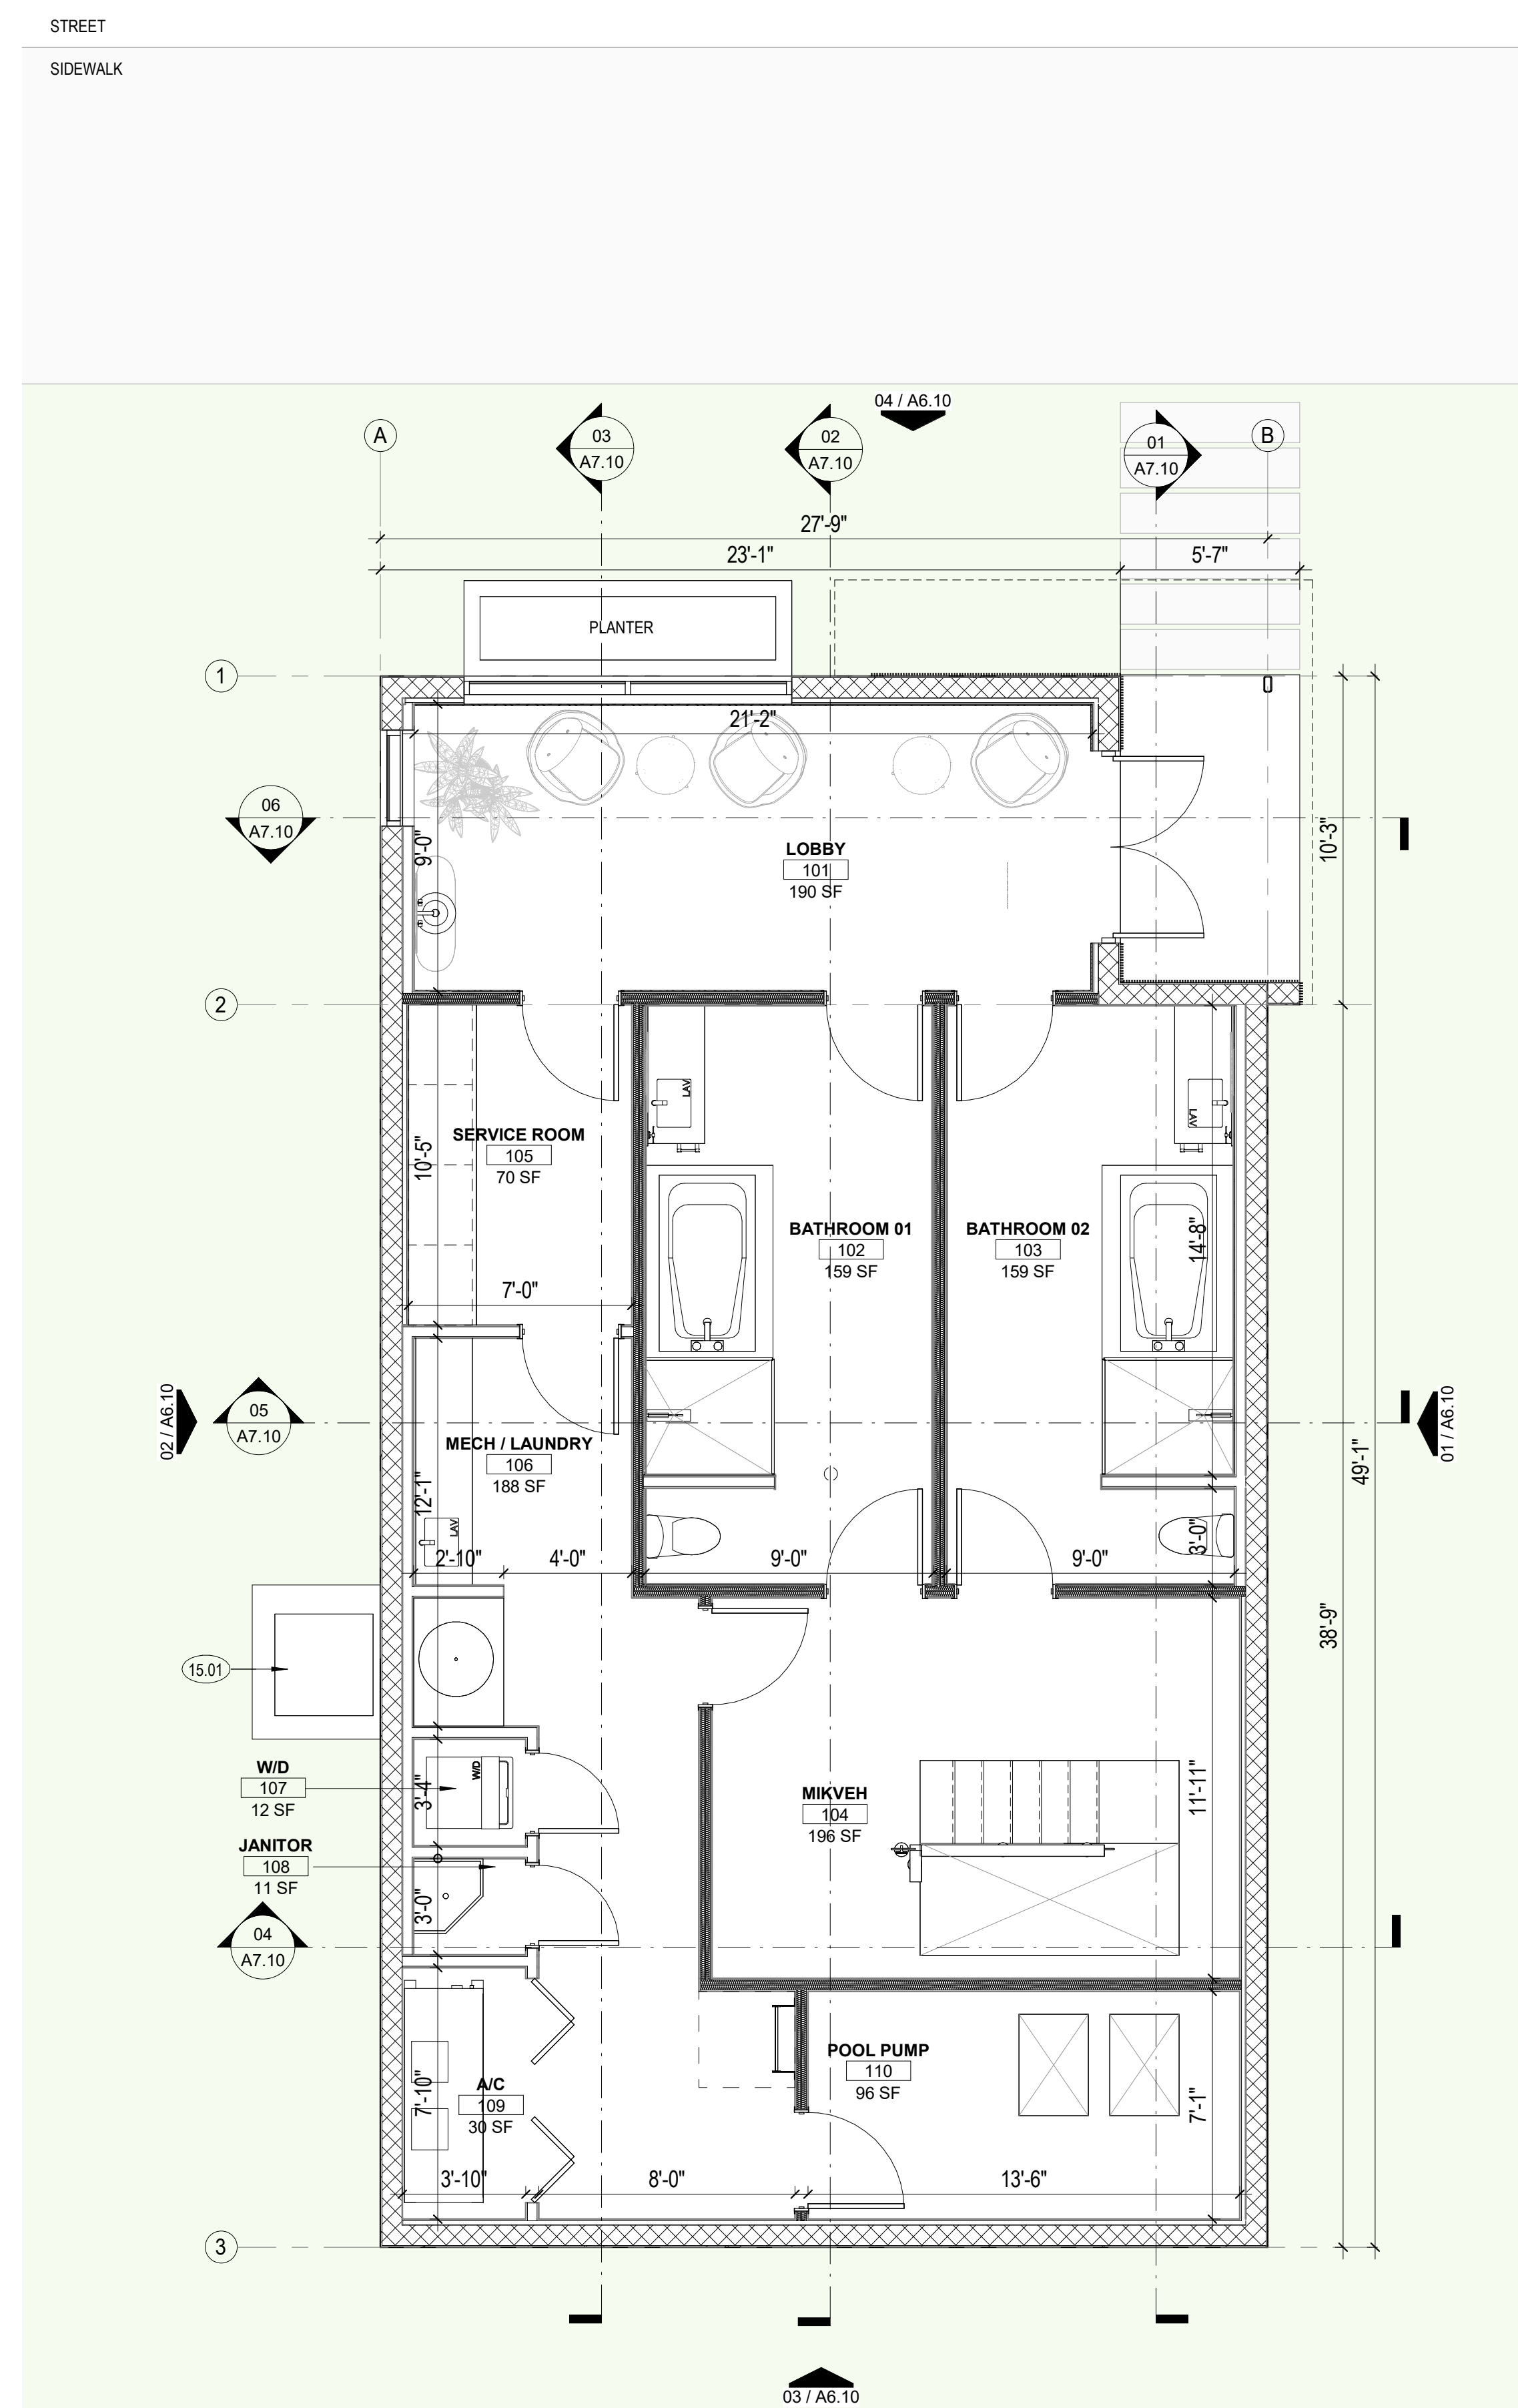 STREET
SIDEWALK
04 / A6.10
A
03
A7.10
02
A7.10
01
A7.10
B
27'-9"
23'-1"
5'-7"
PLANTER
1
21'-2"
06
A7.10
9'-0"
10'-3"
LOBBY
101
190 SF
2
LAV
LAV
SERVICE ROOM
105
70 SF
10'-5"
BATHROOM 01
102
159 SF
BATHROOM 02
103
159 SF
14'-8"
7'-0"
02 / A6.10
05
A7.10
01 / A6.10
MECH / LAUNDRY
106
188 SF
49'-1"
12'-1"
LAV
2'-10"
4'-0"
9'-0"
9'-0"
3'-0"
38'-9"
15.01
W/D
107
12 SF
W/D
3'-4"
MIKVEH
104
196 SF
11'-11"
JANITOR
108
11 SF
3'-0"
04
A7.10
POOL PUMP
110
96 SF
A/C
109
30 SF
7'-10"
7'-1"
3'-10"
8'-0"
13'-6"
3
03 / A6.10